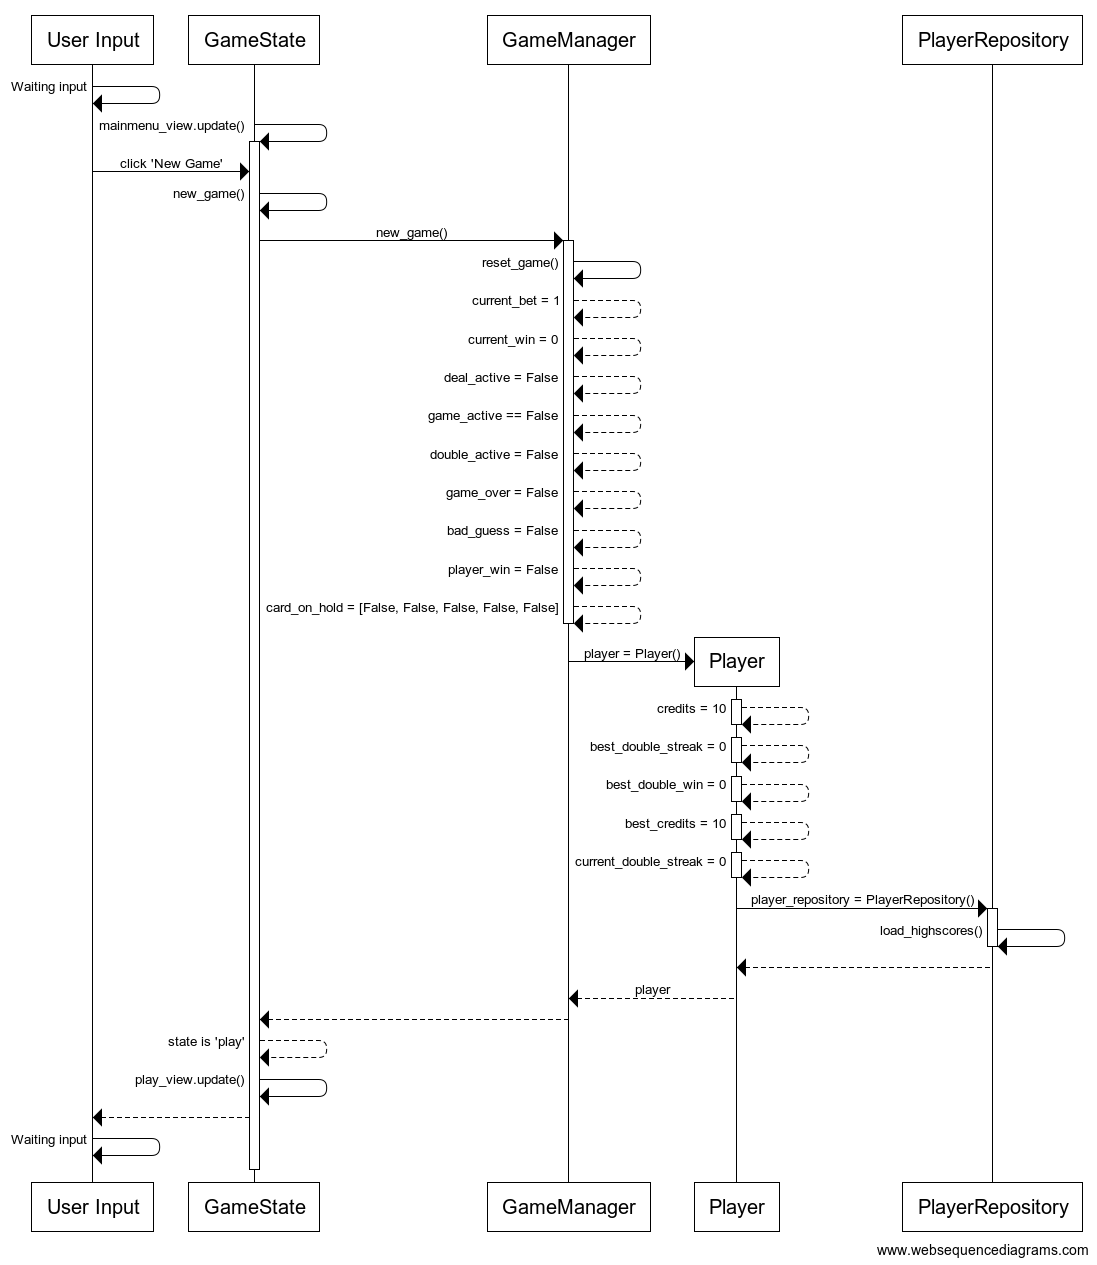 User Input
GameState
GameManager
PlayerRepository
Waiting input
mainmenu_view.update()
click 'New Game'
new_game()
new_game()
reset_game()
current_bet = 1
current_win = 0
deal_active = False
game_active == False
double_active = False
game_over = False
bad_guess = False
player_win = False
card_on_hold = [False, False, False, False, False]
player = Player()
Player
credits = 10
best_double_streak = 0
best_double_win = 0
best_credits = 10
current_double_streak = 0
player_repository = PlayerRepository()
load_highscores()
player
state is 'play'
play_view.update()
Waiting input
User Input
GameState
GameManager
Player
PlayerRepository
www.websequencediagrams.com